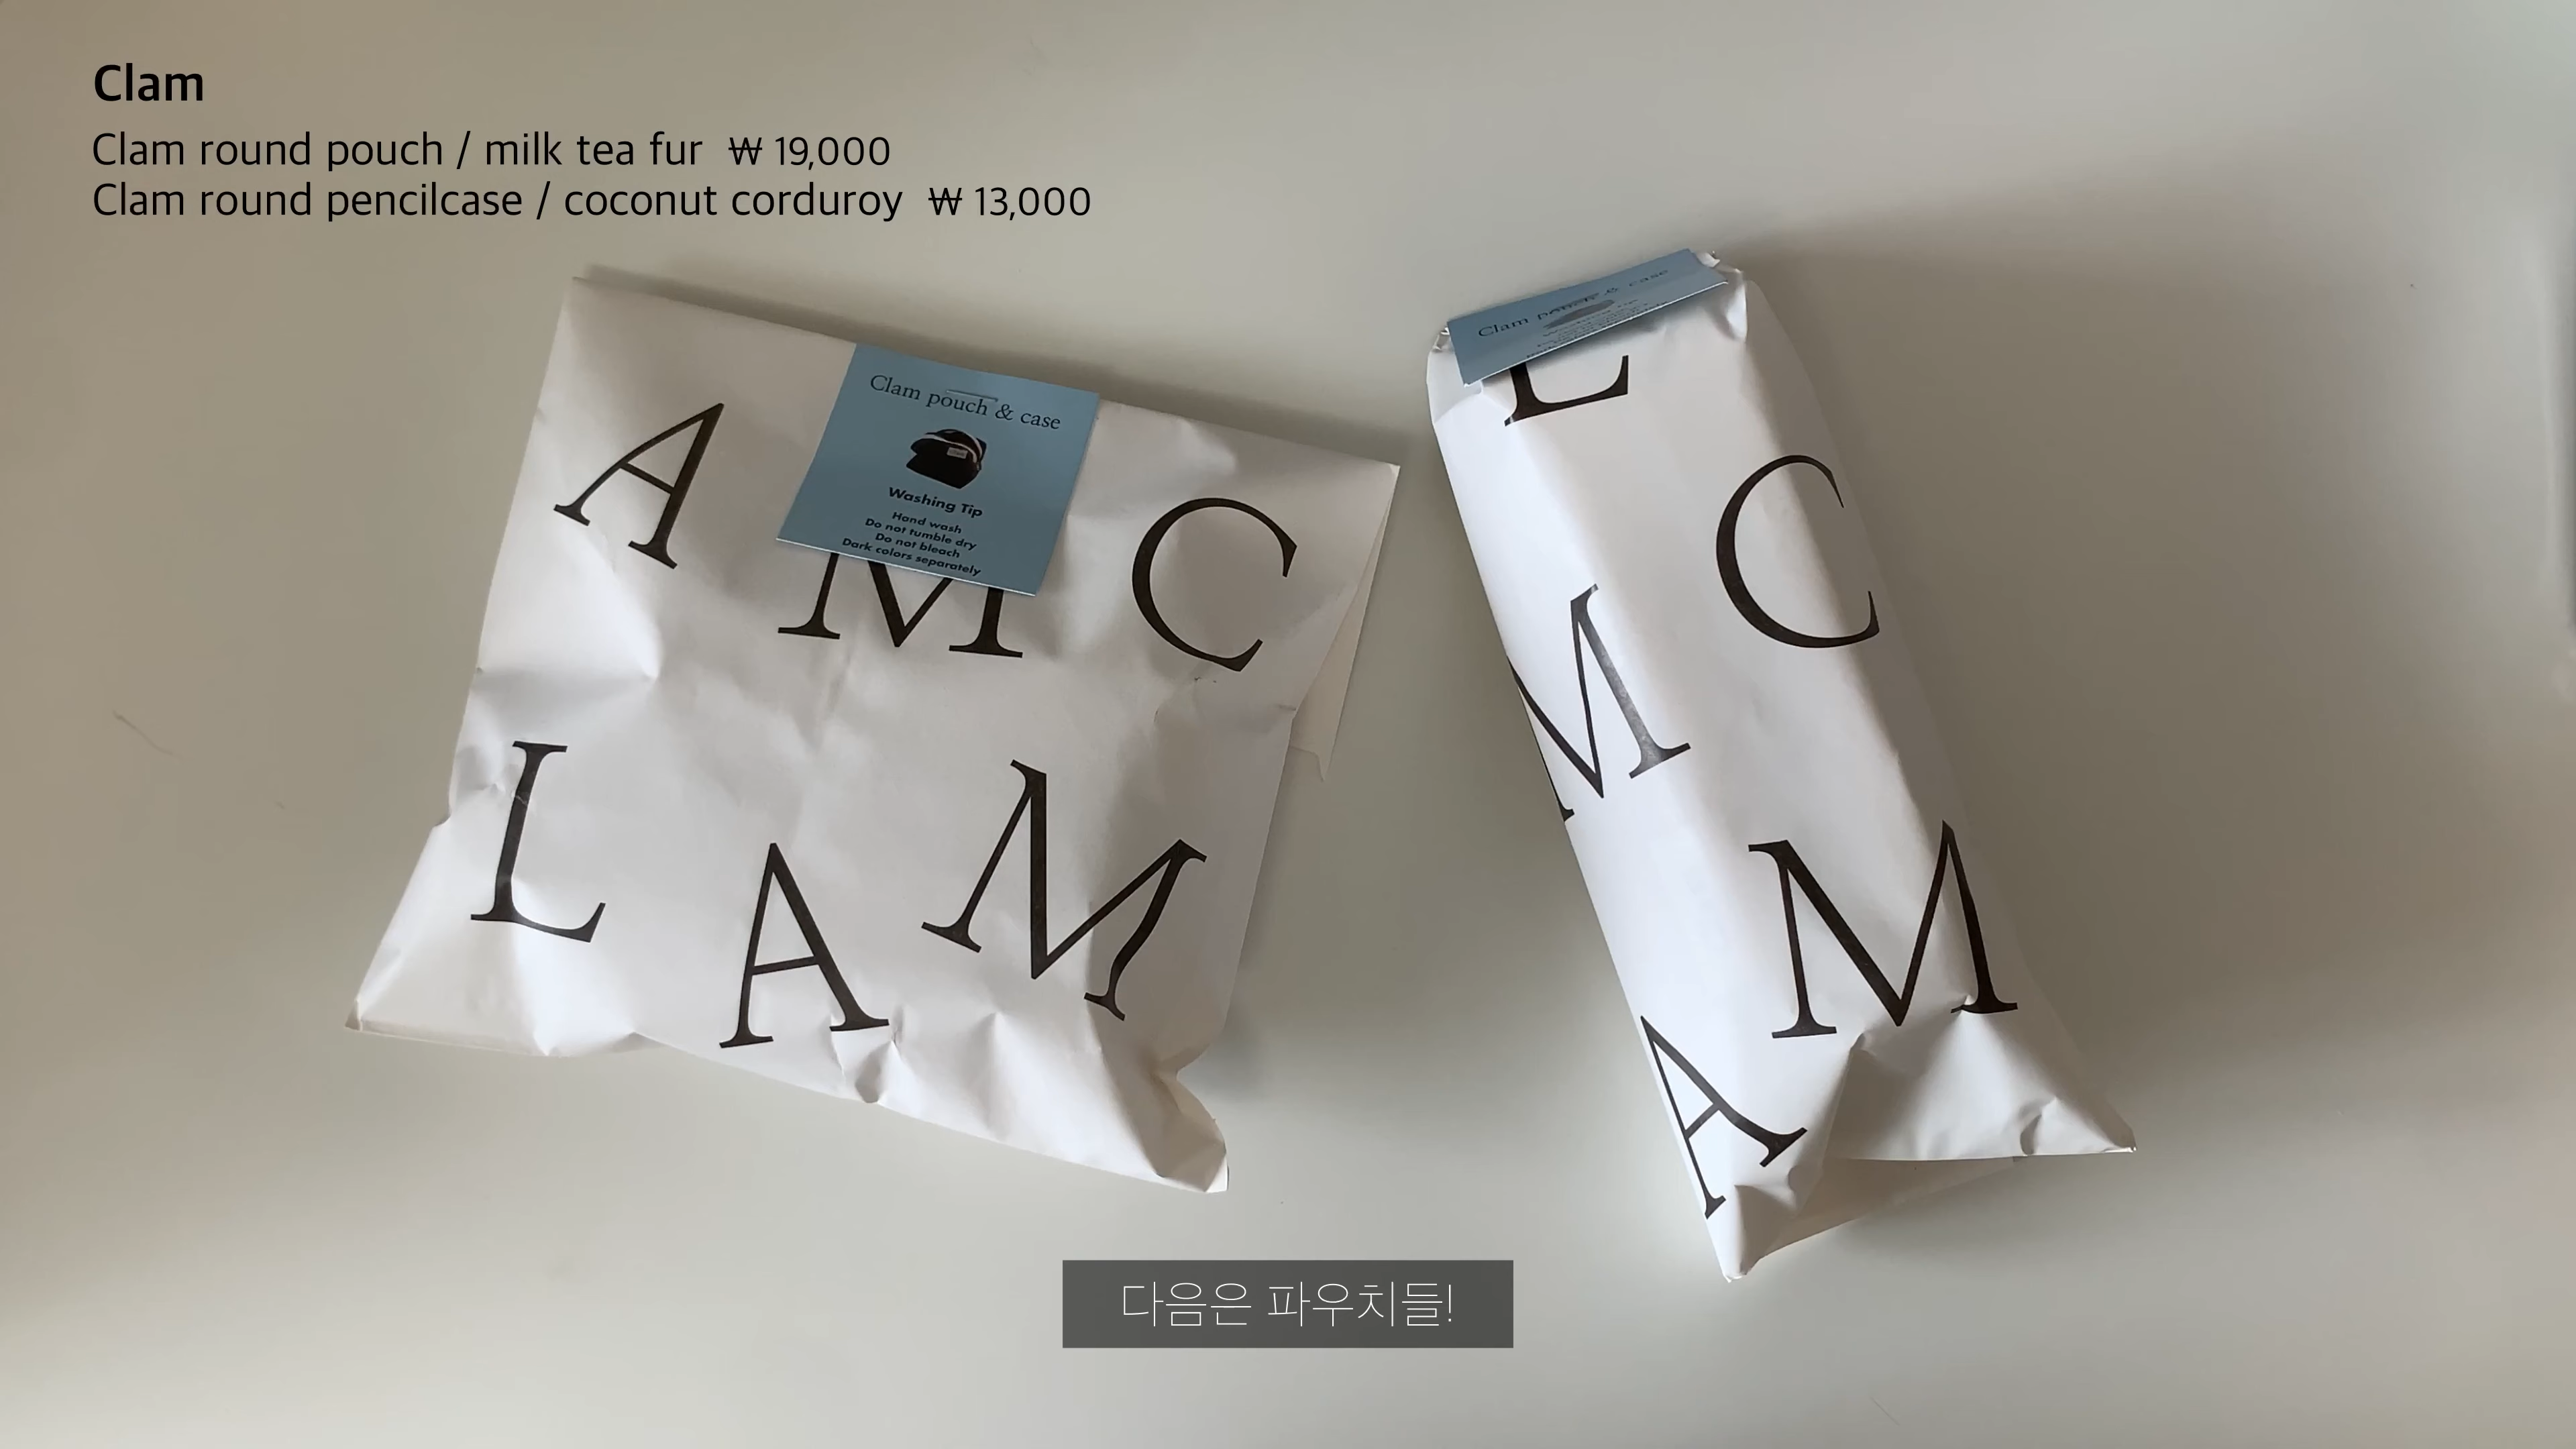 Clam
Clam round pouch / milk tea fur ₩ 19,000
Clam round pencilcase / coconut corduroy ₩ 13,000
Clam pouch & case
Washing Tip
Hand wash
Do not tumble dry
Do not bleach
Dark colors separately
A M C
L A M
Clam pouch & case
L
C
M
M
A
다음은 파우치들!